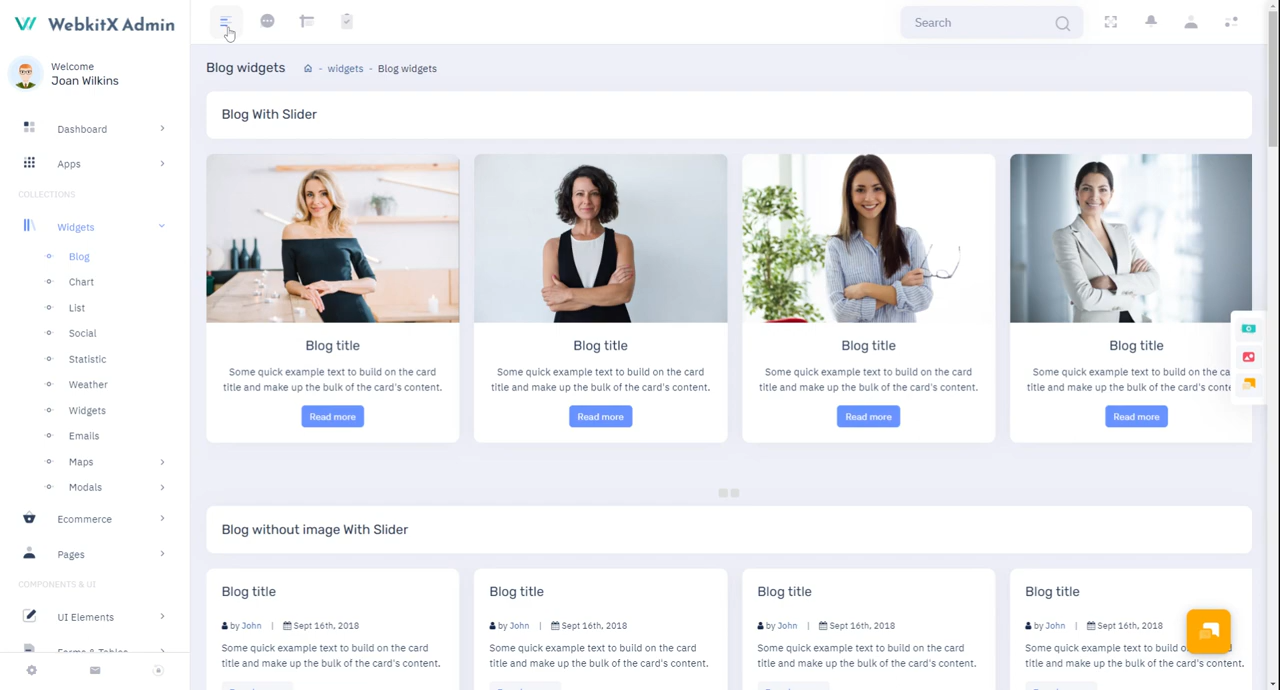 WebkitX Admin
Search
Welcome
Joan Wilkins
Blog widgets
- widgets - Blog widgets
Dashboard
Apps
COLLECTIONS
Widgets
Blog
Chart
List
Social
Statistic
Weather
Widgets
Emails
Maps
Modals
Ecommerce
Pages
COMPONENTS & UI
UI Elements
Forms & Tables
Blog With Slider
Blog title
Some quick example text to build on the card
title and make up the bulk of the card's content.
Read more
Blog title
Some quick example text to build on the card
title and make up the bulk of the card's content.
Read more
Blog title
Some quick example text to build on the card
title and make up the bulk of the card's content.
Read more
Blog title
Some quick example text to build on the card
title and make up the bulk of the card's conte
Read more
Blog without image With Slider
Blog title
by John | Sept 16th, 2018
Some quick example text to build on the card
title and make up the bulk of the card's content.
Blog title
by John | Sept 16th, 2018
Some quick example text to build on the card
title and make up the bulk of the card's content.
Blog title
by John | Sept 16th, 2018
Some quick example text to build on the card
title and make up the bulk of the card's content.
Blog title
by John | Sept 16th, 2018
Some quick example text to build on the card
title and make up the bulk of the card's content.